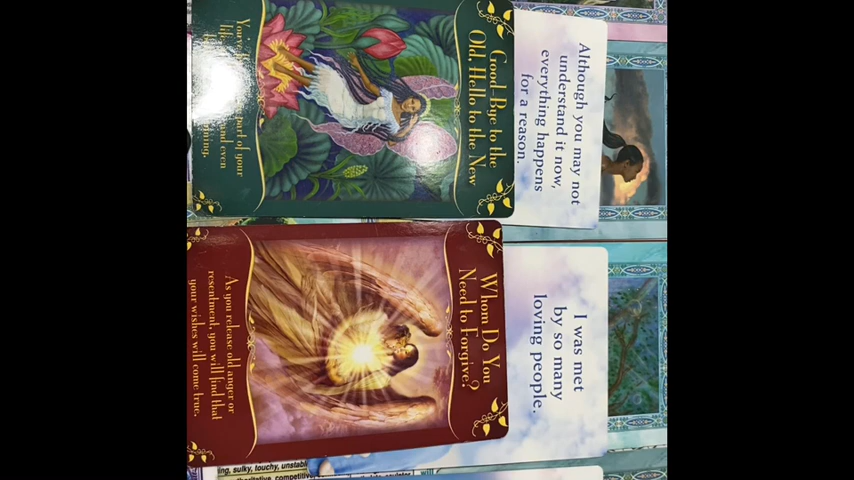 Good-Bye to the
Old, Hello to the New
part of your
and even
Although you may not
understand it now,
everything happens
for a reason.
Whom Do You
Need to Forgive?
As you release old anger or
resentment, you will find that
your wishes will come true.
I was met
by so many
loving people.
sulky, touchy, unstabl
competitive,
will